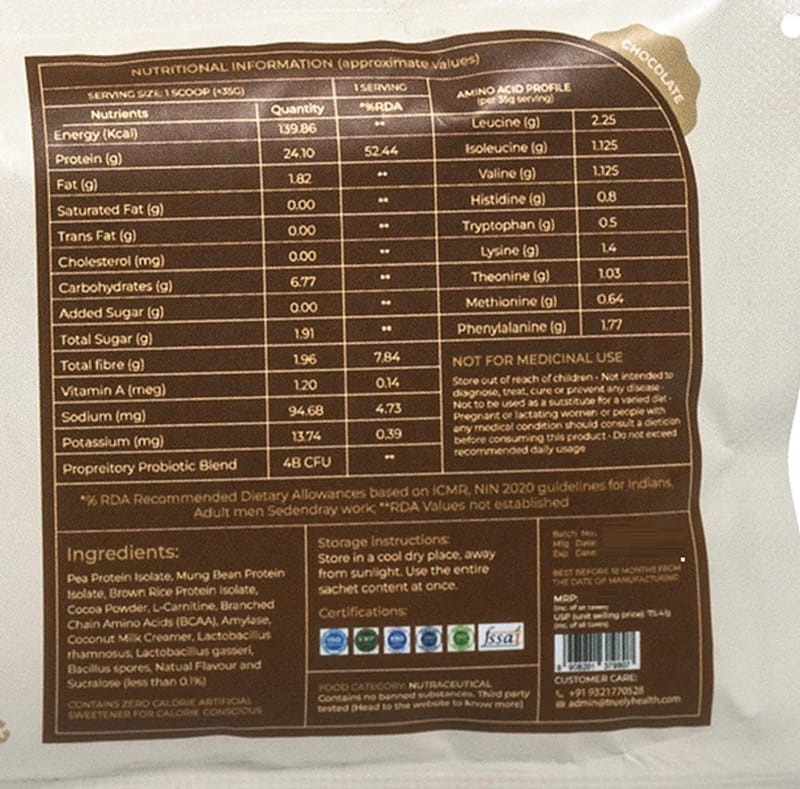 CHOCOLATE
NUTRITIONAL INFORMATION (approximate values)
SERVING SIZE: 1 SCOOP (≈35G) 1 SERVING
Nutrients Quantity *%RDA
Energy (Kcal) 139.86 **
Protein (g) 24.10 52.44
Fat (g) 1.82 **
Saturated Fat (g) 0.00 **
Trans Fat (g) 0.00 **
Cholesterol (mg) 0.00 **
Carbohydrates (g) 6.77 **
Added Sugar (g) 0.00 **
Total Sugar (g) 1.91 **
Total fibre (g) 1.96 7.84
Vitamin A (meg) 1.20 0.14
Sodium (mg) 94.68 4.73
Potassium (mg) 13.74 0.39
Propreitory Probiotic Blend 4B CFU **
AMINO ACID PROFILE
(per 35g serving)
Leucine (g) 2.25
Isoleucine (g) 1.125
Valine (g) 1.125
Histidine (g) 0.8
Tryptophan (g) 0.5
Lysine (g) 1.4
Theonine (g) 1.03
Methionine (g) 0.64
Phenylalanine (g) 1.77
NOT FOR MEDICINAL USE
Store out of reach of children • Not intended to
diagnose, treat, cure or prevent any disease •
Not to be used as a sustitute for a varied diet •
Pregnant or lactating women or people with
any medical condition should consult a dietician
before consuming this product • Do not exceed
recommended daily usage
*% RDA Recommended Dietary Allowances based on ICMR, NIN 2020 guidelines for Indians,
Adult men Sedendray work; **RDA Values not established
Ingredients:
Pea Protein Isolate, Mung Bean Protein
Isolate, Brown Rice Protein Isolate,
Cocoa Powder, L-Carnitine, Branched
Chain Amino Acids (BCAA), Amylase,
Coconut Milk Creamer, Lactobacillus
rhamnosus, Lactobacillus gasseri,
Bacillus spores, Natual Flavour and
Sucralose (less than 0.1%)
CONTAINS ZERO CALORIE ARTIFICIAL
SWEETENER FOR CALORIE CONSCIOUS
Storage instructions:
Store in a cool dry place, away
from sunlight. Use the entire
sachet content at once.
Certifications:
fssai
FOOD CATEGORY: NUTRACEUTICAL
Contains no banned substances. Third party
tested (Head to the website to know more)
Batch No:
Mfg Date:
Exp Date:
BEST BEFORE 18 MONTHS FROM
THE DATE OF MANUFACTURING
MRP:
(inc. of all taxes)
USP (unit selling price):
(inc. of all taxes)
CUSTOMER CARE:
+91 9321770528
admin@truelyhealth.com